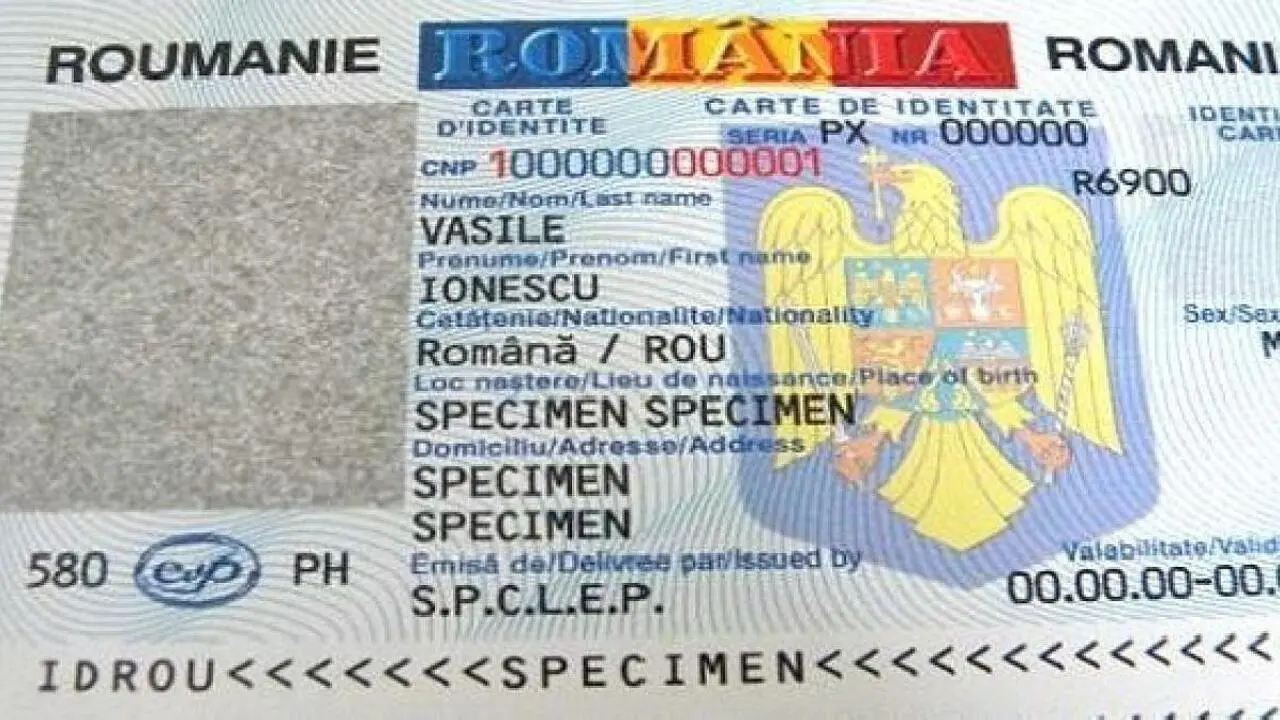 ROUMANIE ROMÂNIA ROMANI
CARTE D'IDENTITE
CARTE DE IDENTITATE
IDENTI
CAR
SERIA PX NR 000000
CNP 1000000000001
R6900
Nume/Nom/Last name
VASILE
Prenume/Prenom/First name
IONESCU
Cetătenie/Nationalite/Nationality
Română / ROU
Sex/Sex
M
Loc naştere/Lieu de naissance/Place of birth
SPECIMEN SPECIMEN
Domiciliu/Adresse/Address
SPECIMEN
SPECIMEN
Emisă de/Delivree par/Issued by
Valabilitate/Valid
S.P.C.L.E.P.
00.00.00-00.
580 evp PH
IDROU<<<<<<<SPECIMEN<<<<<<<<<<<<<